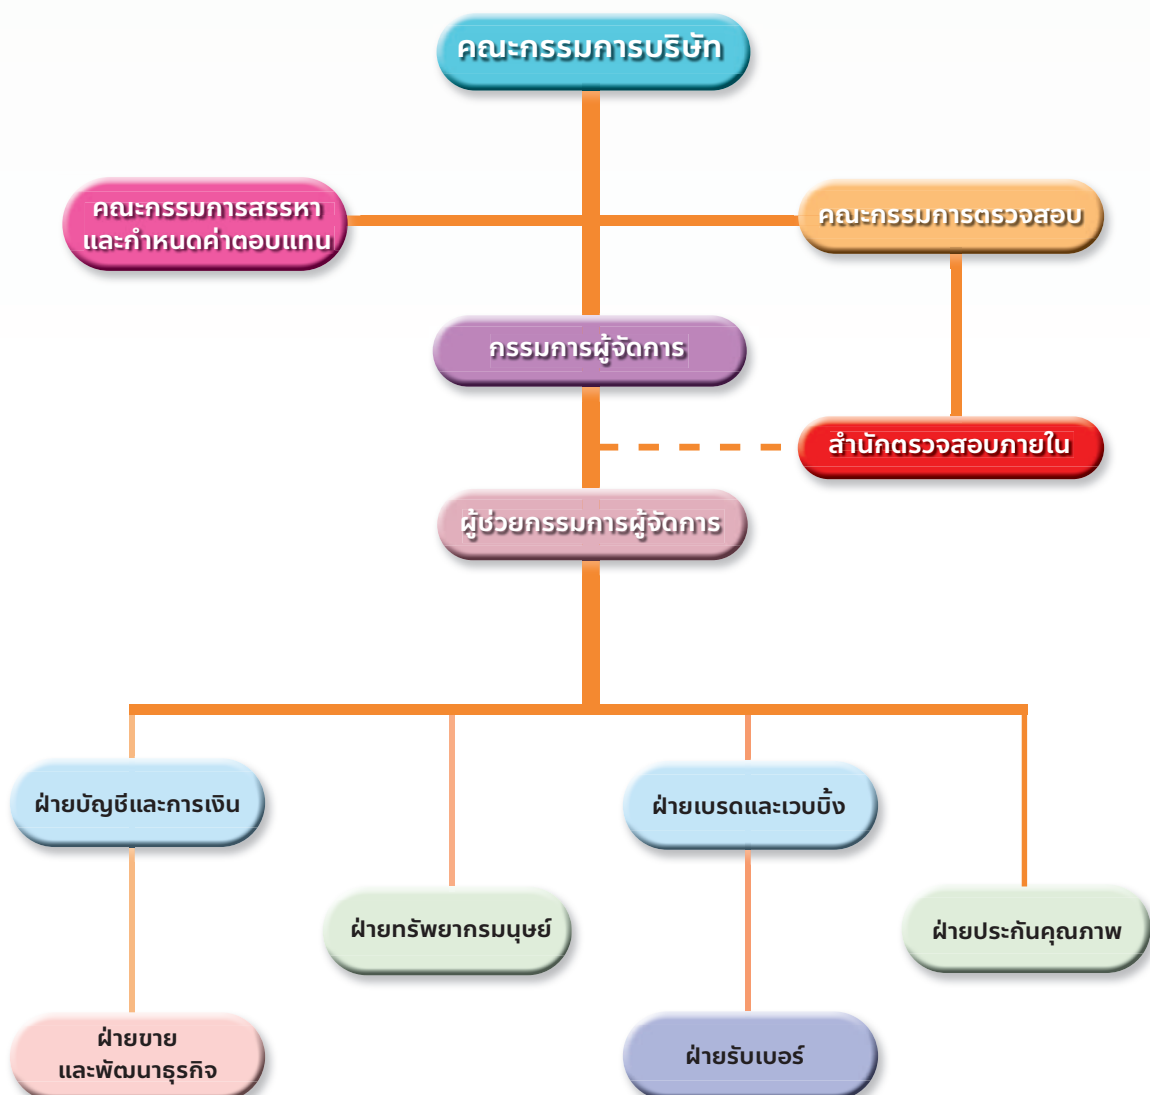 คณะกรรมการบริษัท
คณะกรรมการสรรหา
และกำหนดค่าตอบแทน
คณะกรรมการตรวจสอบ
กรรมการผู้จัดการ
สำนักตรวจสอบภายใน
ผู้ช่วยกรรมการผู้จัดการ
ฝ่ายบัญชีและการเงิน
ฝ่ายเบรดและเวบบิ้ง
ฝ่ายทรัพยากรมนุษย์
ฝ่ายประกันคุณภาพ
ฝ่ายขาย
และพัฒนาธุรกิจ
ฝ่ายรับเบอร์